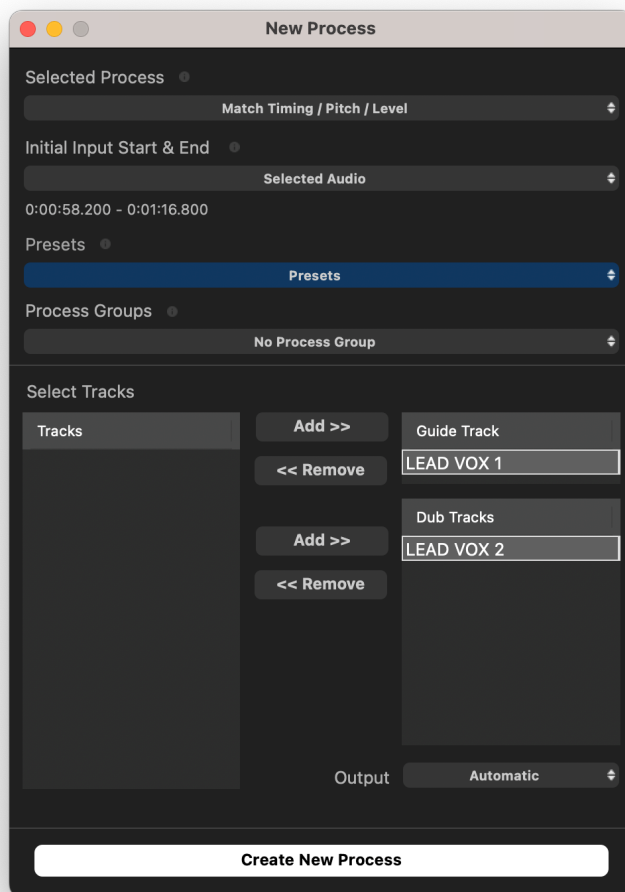 New Process
Selected Process
Match Timing / Pitch / Level
Initial Input Start & End
Selected Audio
0:00:58.200 - 0:01:16.800
Presets
Presets
Process Groups
No Process Group
Select Tracks
Tracks
Add >>
<< Remove
Guide Track
LEAD VOX 1
Add >>
<< Remove
Dub Tracks
LEAD VOX 2
Output
Automatic
Create New Process